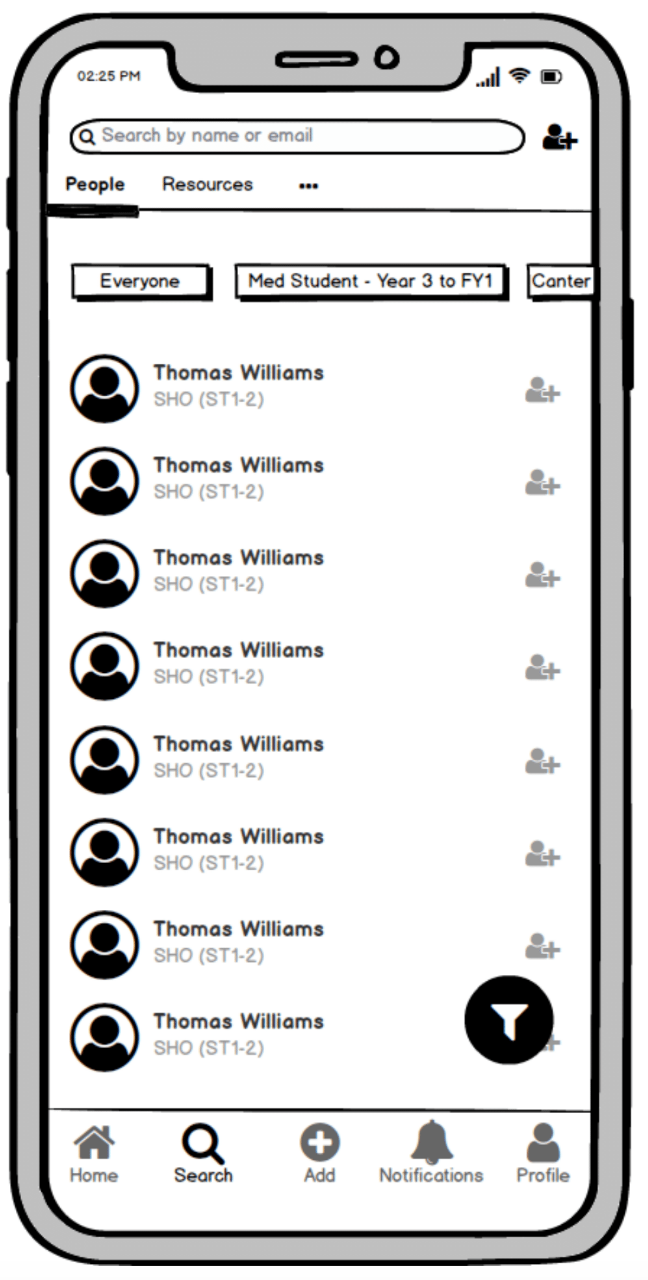 02:25 PM
Search by name or email
People Resources •••
Everyone Med Student - Year 3 to FY1 Canter
Thomas Williams
SHO (ST1-2)
Thomas Williams
SHO (ST1-2)
Thomas Williams
SHO (ST1-2)
Thomas Williams
SHO (ST1-2)
Thomas Williams
SHO (ST1-2)
Thomas Williams
SHO (ST1-2)
Thomas Williams
SHO (ST1-2)
Thomas Williams
SHO (ST1-2)
Home Search Add Notifications Profile